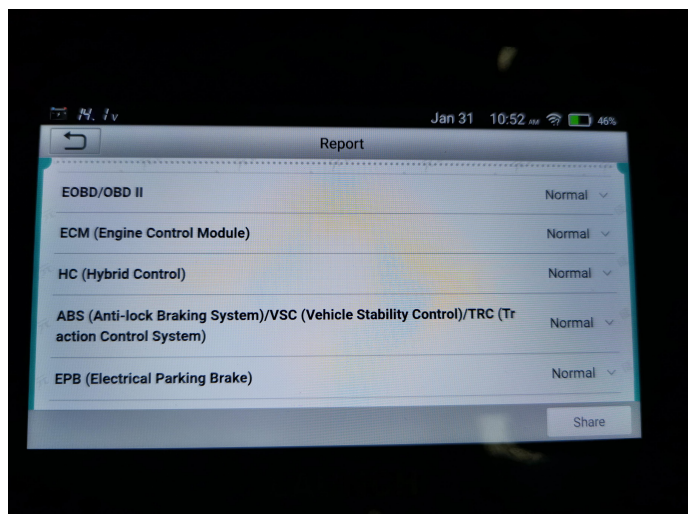 14.1v
Jan 31 10:52 AM 46%
Report
EOBD/OBD II Normal
ECM (Engine Control Module) Normal
HC (Hybrid Control) Normal
ABS (Anti-lock Braking System)/VSC (Vehicle Stability Control)/TRC (Tr
action Control System) Normal
EPB (Electrical Parking Brake) Normal
Share